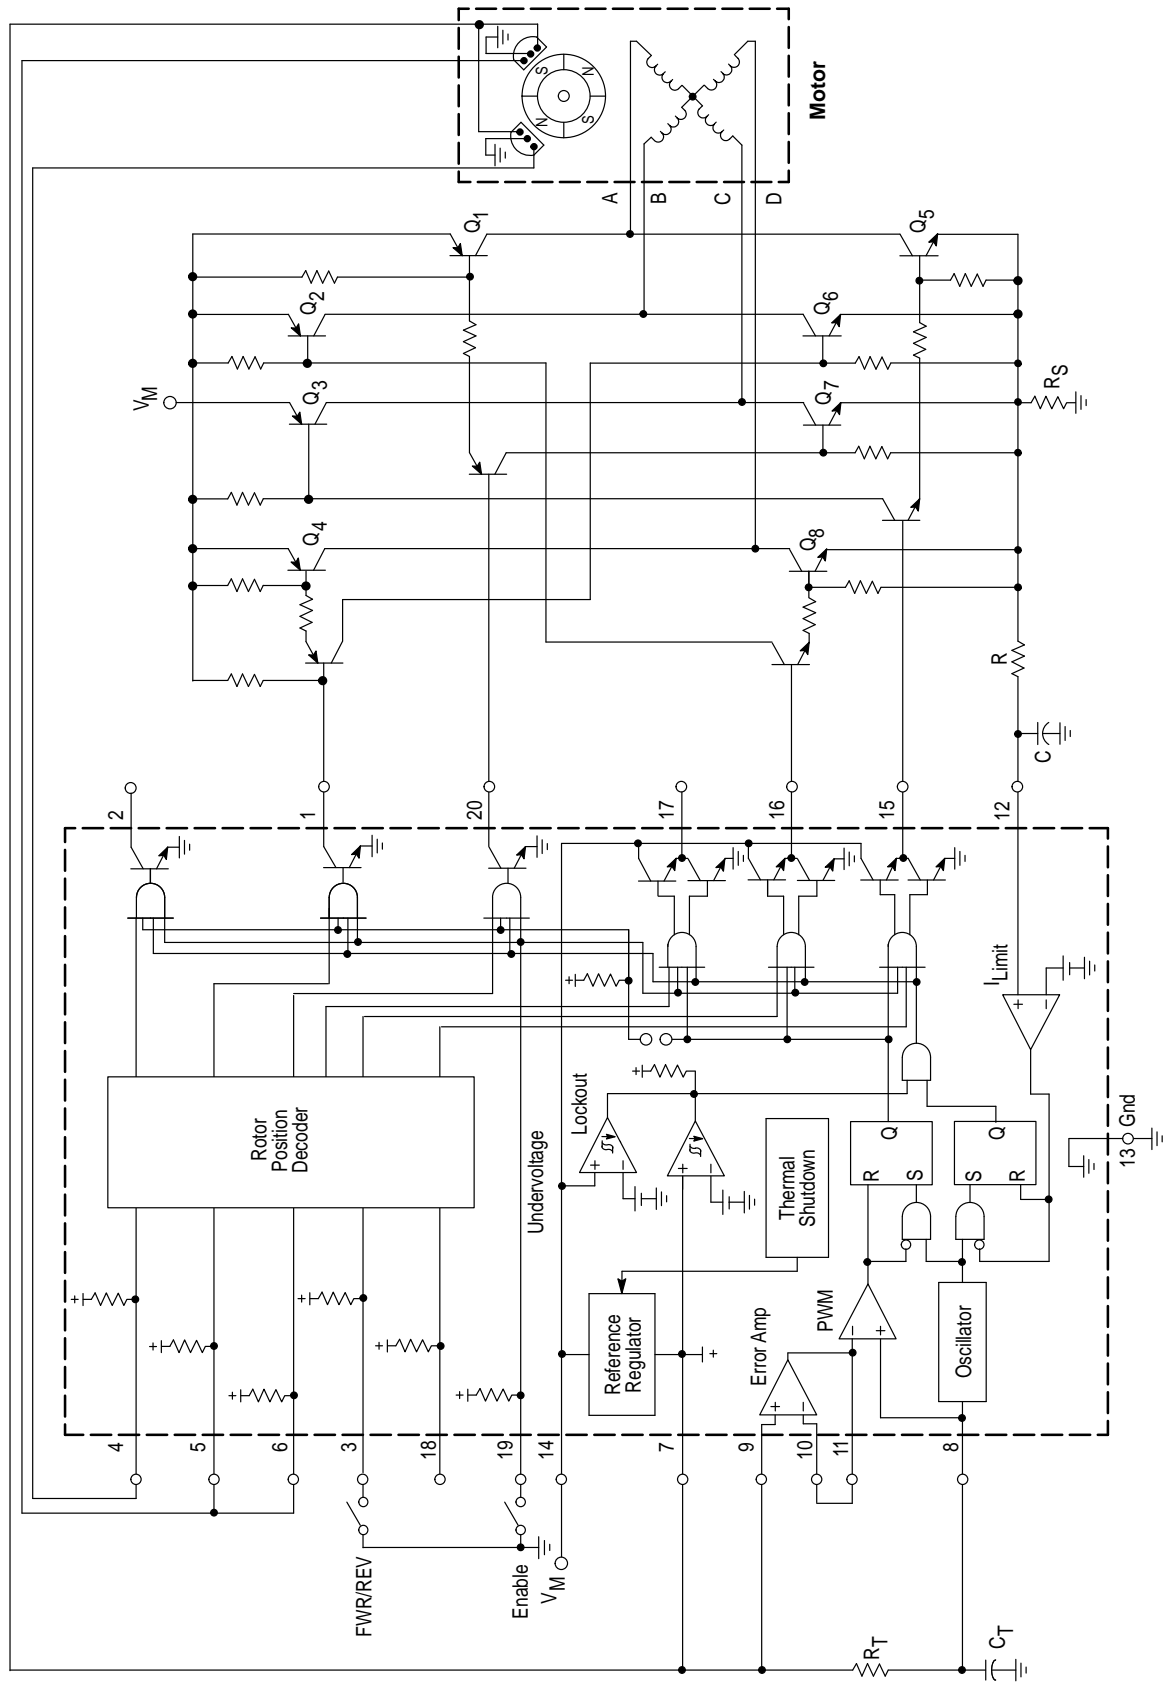 S
N
N
S
Motor
A
B
C
D
Q1
Q2
Q3
Q4
Q5
Q6
Q7
Q8
VM
RS
R
C
2
1
20
17
16
15
12
ILimit
+
−
+
+
Rotor
Position
Decoder
Undervoltage
Lockout
+
−
+
−
Thermal
Shutdown
Reference
Regulator
+
R
S
Q
Q
S
R
PWM
−
+
Error Amp
+
−
Oscillator
13
Gnd
+
+
+
+
+
+
4
5
6
3
18
19
14
7
9
10
11
8
FWR/REV
Enable
VM
RT
CT